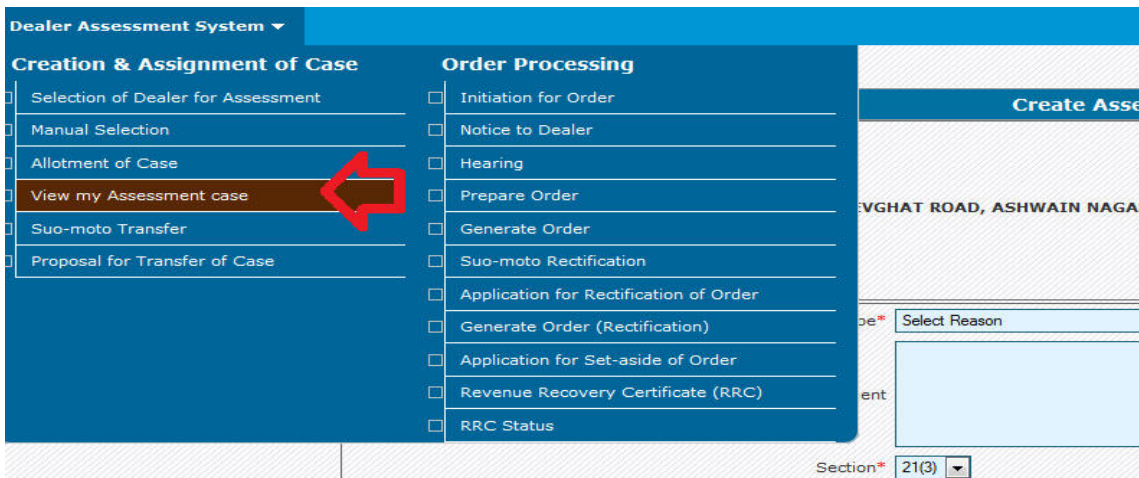 Dealer Assessment System
Creation & Assignment of Case
Selection of Dealer for Assessment
Manual Selection
Allotment of Case
View my Assessment case
Suo-moto Transfer
Proposal for Transfer of Case
Order Processing
Initiation for Order
Notice to Dealer
Hearing
Prepare Order
Generate Order
Suo-moto Rectification
Application for Rectification of Order
Generate Order (Rectification)
Application for Set-aside of Order
Revenue Recovery Certificate (RRC)
RRC Status
Create Asse
EVGHAT ROAD, ASHWAIN NAGA
pe* Select Reason
ent
Section* 21(3)